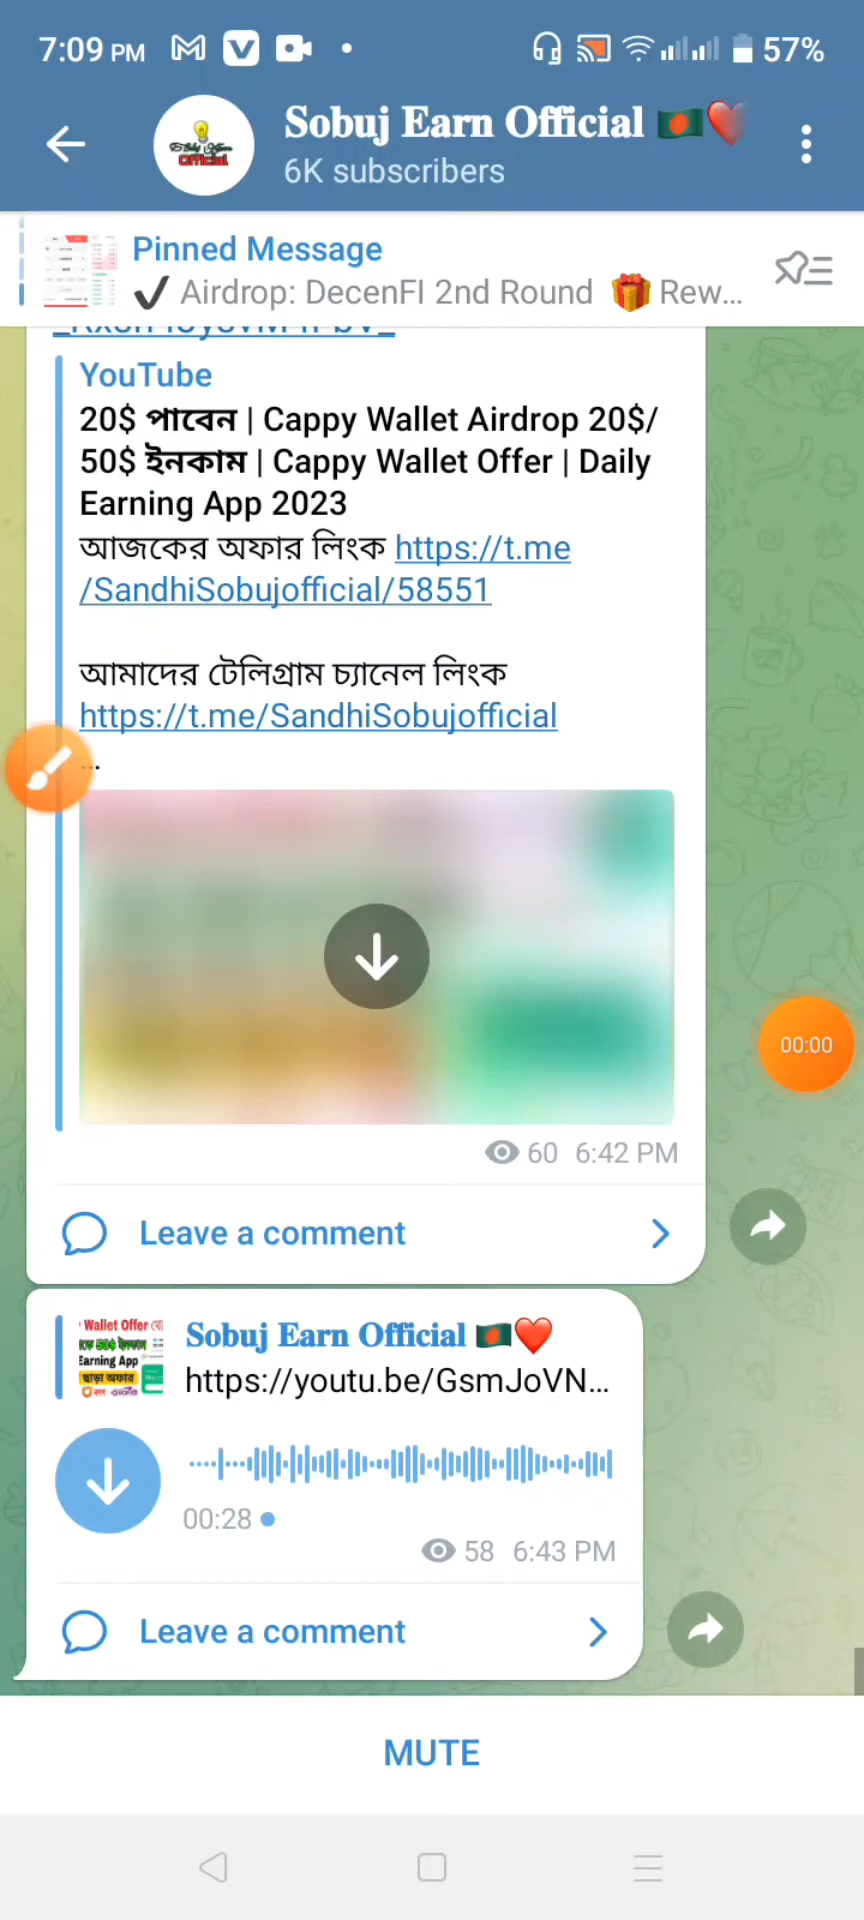 7:09 PM
57%
Sobuj Earn Official 🇧🇩❤️
6K subscribers
Pinned Message
✔️ Airdrop: DecenFI 2nd Round 🎁 Rew...
YouTube
20$ পাবেন | Cappy Wallet Airdrop 20$/
50$ ইনকাম | Cappy Wallet Offer | Daily
Earning App 2023
আজকের অফার লিংক https://t.me
/SandhiSobujofficial/58551
আমাদের টেলিগ্রাম চ্যানেল লিংক
https://t.me/SandhiSobujofficial
...
00:00
60 6:42 PM
Leave a comment
Wallet Offer
Earning App
Sobuj Earn Official 🇧🇩❤️
https://youtu.be/GsmJoVN...
00:28
58 6:43 PM
Leave a comment
MUTE